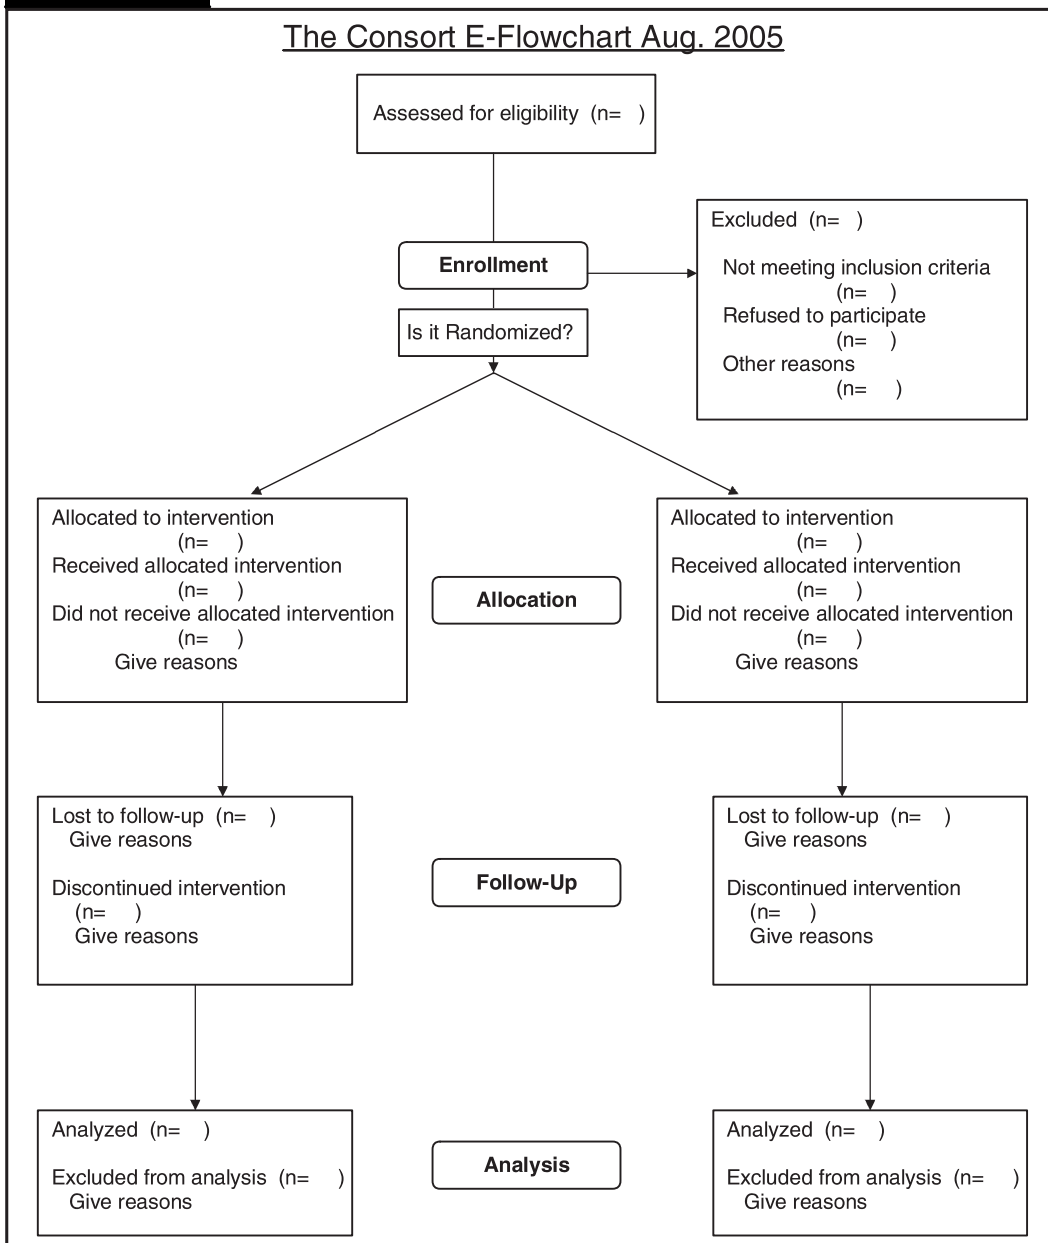 The Consort E-Flowchart Aug. 2005
Assessed for eligibility (n= )
Enrollment
Is it Randomized?
Excluded (n= )
Not meeting inclusion criteria
(n= )
Refused to participate
(n= )
Other reasons
(n= )
Allocated to intervention
(n= )
Received allocated intervention
(n= )
Did not receive allocated intervention
(n= )
Give reasons
Allocation
Allocated to intervention
(n= )
Received allocated intervention
(n= )
Did not receive allocated intervention
(n= )
Give reasons
Lost to follow-up (n= )
Give reasons
Discontinued intervention
(n= )
Give reasons
Follow-Up
Lost to follow-up (n= )
Give reasons
Discontinued intervention
(n= )
Give reasons
Analyzed (n= )
Excluded from analysis (n= )
Give reasons
Analysis
Analyzed (n= )
Excluded from analysis (n= )
Give reasons